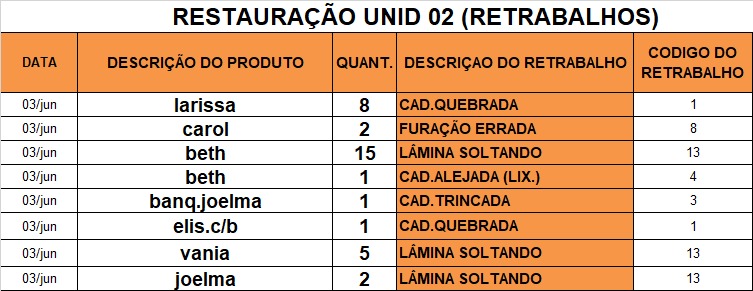 RESTAURAÇÃO UNID 02 (RETRABALHOS)
DATA DESCRIÇÃO DO PRODUTO QUANT. DESCRIÇAO DO RETRABALHO CODIGO DO RETRABALHO
03/jun larissa 8 CAD.QUEBRADA 1
03/jun carol 2 FURAÇÃO ERRADA 8
03/jun beth 15 LÂMINA SOLTANDO 13
03/jun beth 1 CAD.ALEJADA (LIX.) 4
03/jun banq.joelma 1 CAD.TRINCADA 3
03/jun elis.c/b 1 CAD.QUEBRADA 1
03/jun vania 5 LÂMINA SOLTANDO 13
03/jun joelma 2 LÂMINA SOLTANDO 13